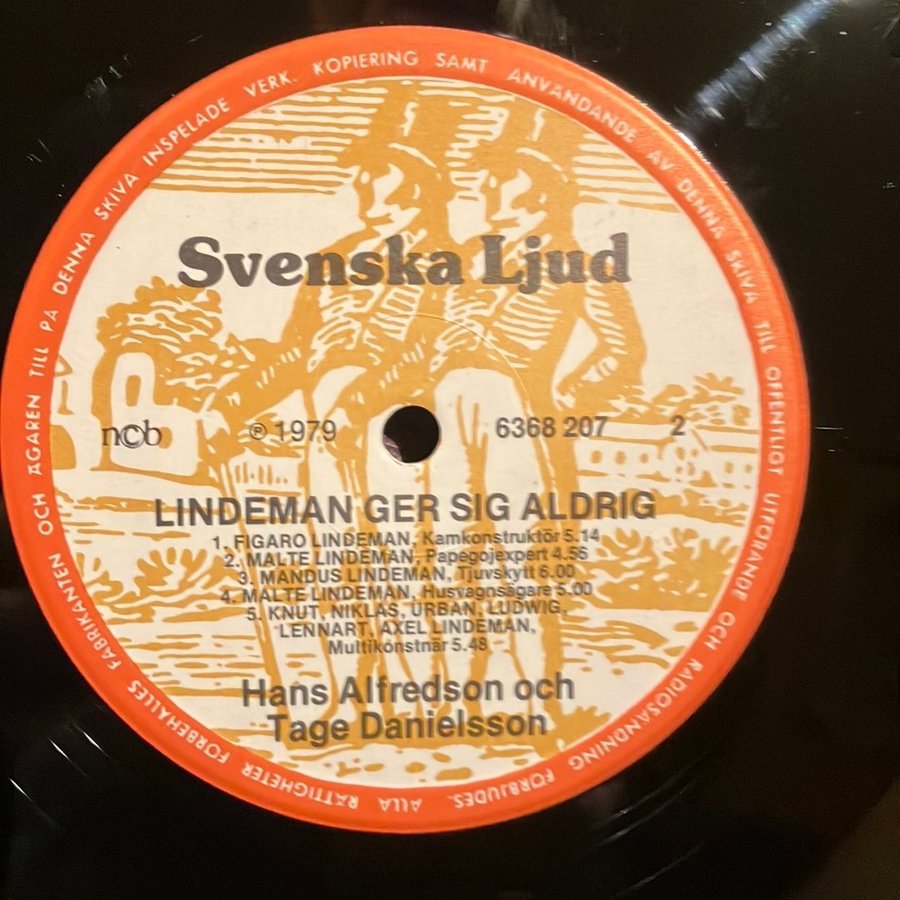 ALLA RÄTTIGHETER FÖRBEHÅLLES FABRIKANTEN OCH ÄGAREN TILL PÅ DENNA SKIVA INSPELADE VERK. KOPIERING SAMT ANVÄNDANDE AV DENNA SKIVA TILL OFFENTLIGT UTFÖRANDE OCH RADIOSÄNDNING FÖRBJUDES.
Svenska Ljud
n©b ℗ 1979 6368 207 2
LINDEMAN GER SIG ALDRIG
1. FIGARO LINDEMAN, Kamkonstruktör 5.14
2. MALTE LINDEMAN, Papegojexpert 4.56
3. MANDUS LINDEMAN, Tjuvskytt 6.00
4. MALTE LINDEMAN, Husvagnsägare 5.00
5. KNUT, NIKLAS, URBAN, LUDWIG,
LENNART, AXEL LINDEMAN,
Multikonstnär 5.48
Hans Alfredson och
Tage Danielsson